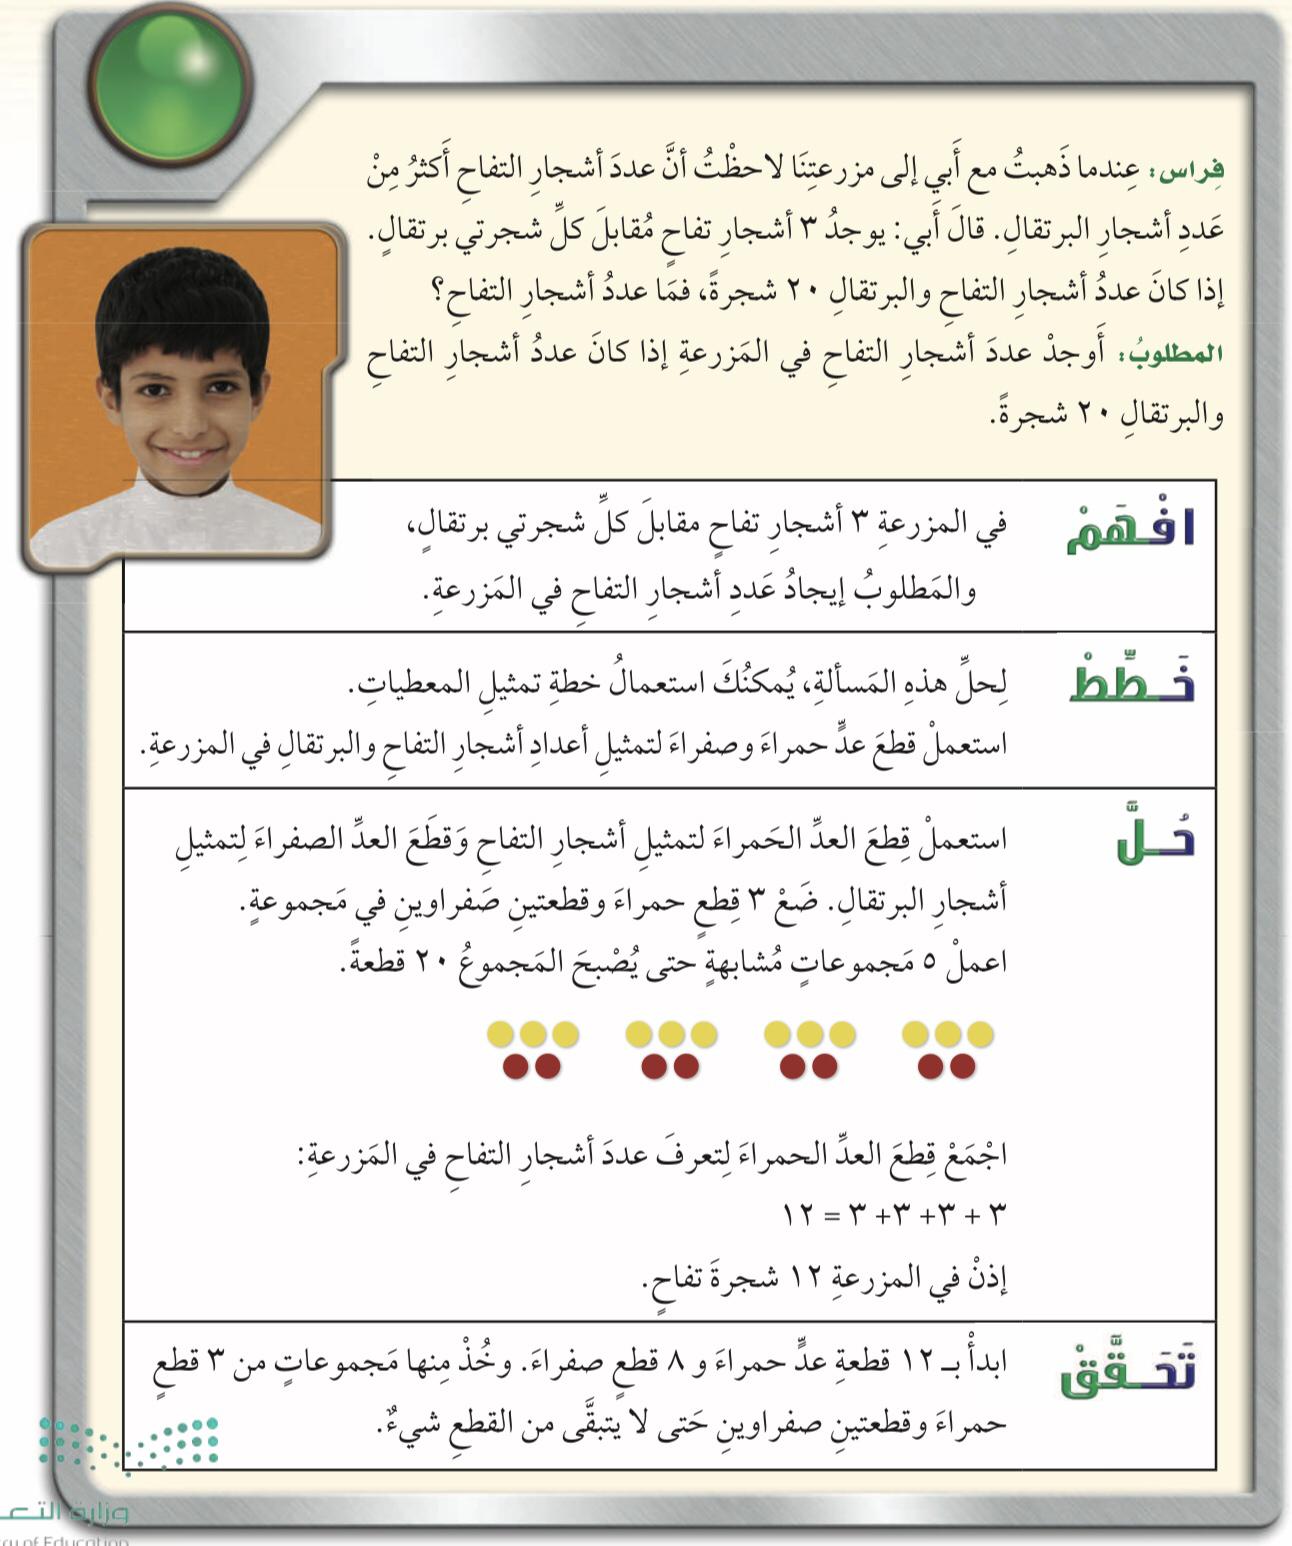 فِراس: عِندما ذَهبتُ مع أَبي إلى مزرعتِنَا لاحظْتُ أنَّ عددَ أشجارِ التفاحِ أَكثرُ مِنْ
عَددِ أشجارِ البرتقالِ. قالَ أَبي: يوجدُ ٣ أشجارِ تفاحٍ مُقابلَ كلِّ شجرتي برتقالٍ.
إذا كانَ عددُ أشجارِ التفاحِ والبرتقالِ ٢٠ شجرةً، فمَا عددُ أشجارِ التفاحِ؟
المطلوبُ: أَوجدْ عددَ أشجارِ التفاحِ في المَزرعةِ إذا كانَ عددُ أشجارِ التفاحِ
والبرتقالِ ٢٠ شجرةً.
افْهَمْ
في المزرعةِ ٣ أشجارِ تفاحٍ مقابلَ كلِّ شجرتي برتقالٍ،
والمَطلوبُ إيجادُ عَددِ أشجارِ التفاحِ في المَزرعةِ.
خَطِّطْ
لِحلِّ هذهِ المَسألةِ، يُمكنُكَ استعمالُ خطةِ تمثيلِ المعطياتِ.
استعملْ قطعَ عدٍّ حمراءَ وصفراءَ لتمثيلِ أعدادِ أشجارِ التفاحِ والبرتقالِ في المزرعةِ.
حُلَّ
استعملْ قِطعَ العدِّ الحَمراءَ لتمثيلِ أشجارِ التفاحِ وَقطَعَ العدِّ الصفراءَ لِتمثيلِ
أشجارِ البرتقالِ. ضَعْ ٣ قِطعٍ حمراءَ وقطعتينِ صَفراوينِ في مَجموعةٍ.
اعملْ ٥ مَجموعاتٍ مُشابهةٍ حتى يُصْبحَ المَجموعُ ٢٠ قطعةً.
اجْمَعْ قِطعَ العدِّ الحمراءَ لِتعرفَ عددَ أشجارِ التفاحِ في المَزرعةِ:
٣ + ٣+ ٣+ ٣ = ١٢
إذنْ في المزرعةِ ١٢ شجرةَ تفاحٍ.
تَحَقَّقْ
ابدأْ بـ ١٢ قطعةِ عدٍّ حمراءَ و ٨ قطعٍ صفراءَ. وخُذْ مِنها مَجموعاتٍ من ٣ قطعٍ
حمراءَ وقطعتينِ صفراوينِ حَتى لا يتبقَّى من القطعِ شيءٌ.
وزارة التعـ
of Education